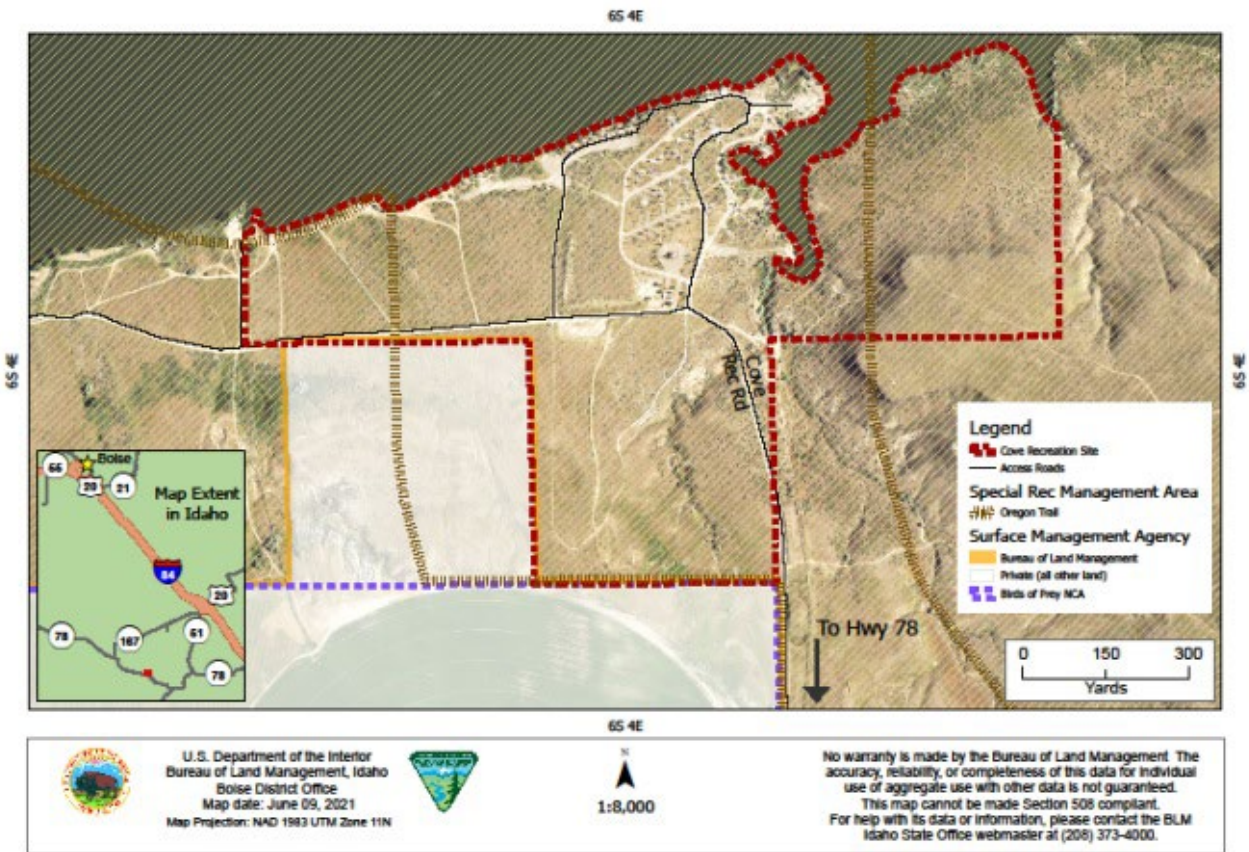 6S 4E
6S 4E
6S 4E
Cove
Rec Rd
To Hwy 78
Legend
Cove Recreation Site
Access Roads
Special Rec Management Area
Oregon Trail
Surface Management Agency
Bureau of Land Management
Private (all other land)
Birds of Prey NCA
0 150 300
Yards
Boise
Map Extent
in Idaho
55
20
21
84
20
78
167
51
78
6S 4E
U.S. Department of the Interior
Bureau of Land Management, Idaho
Boise District Office
Map date: June 09, 2021
Map Projection: NAD 1983 UTM Zone 11N
N
1:8,000
No warranty is made by the Bureau of Land Management. The
accuracy, reliability, or completeness of this data for individual
use of aggregate use with other data is not guaranteed.
This map cannot be made Section 508 compliant.
For help with its data or information, please contact the BLM
Idaho State Office webmaster at (208) 373-4000.